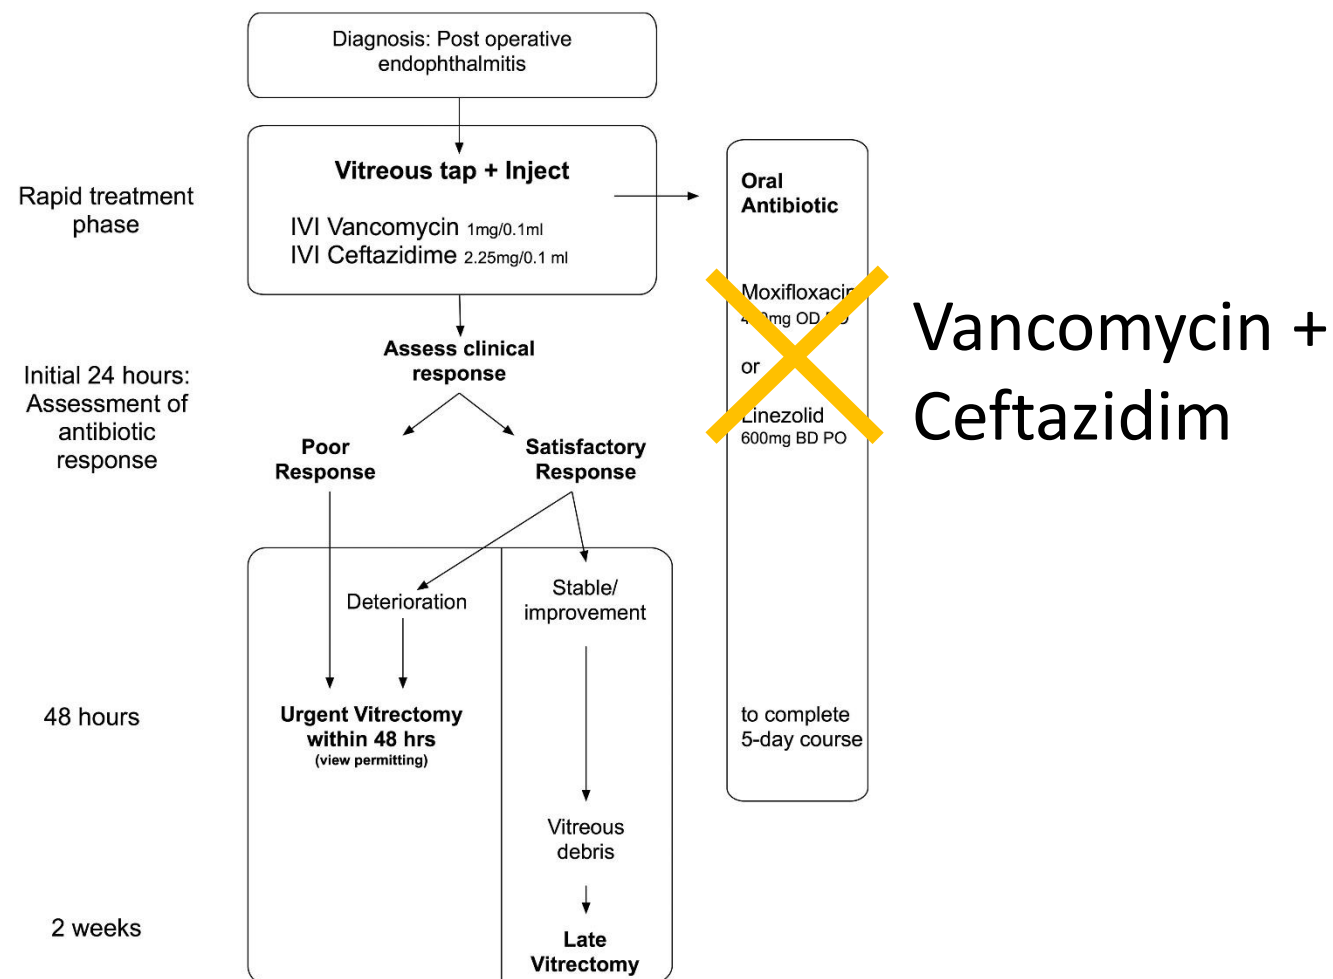 Diagnosis: Post operative
endophthalmitis
Rapid treatment
phase
Vitreous tap + Inject
IVI Vancomycin 1mg/0.1ml
IVI Ceftazidime 2.25mg/0.1 ml
Oral
Antibiotic
Moxifloxacin
OD
or
Linezolid
600mg BD PO
to complete
5-day course
Vancomycin +
Ceftazidim
Initial 24 hours:
Assessment of
antibiotic
response
Assess clinical
response
Poor
Response
Satisfactory
Response
Deterioration
Stable/
improvement
48 hours
Urgent Vitrectomy
within 48 hrs
(view permitting)
Vitreous
debris
2 weeks
Late
Vitrectomy